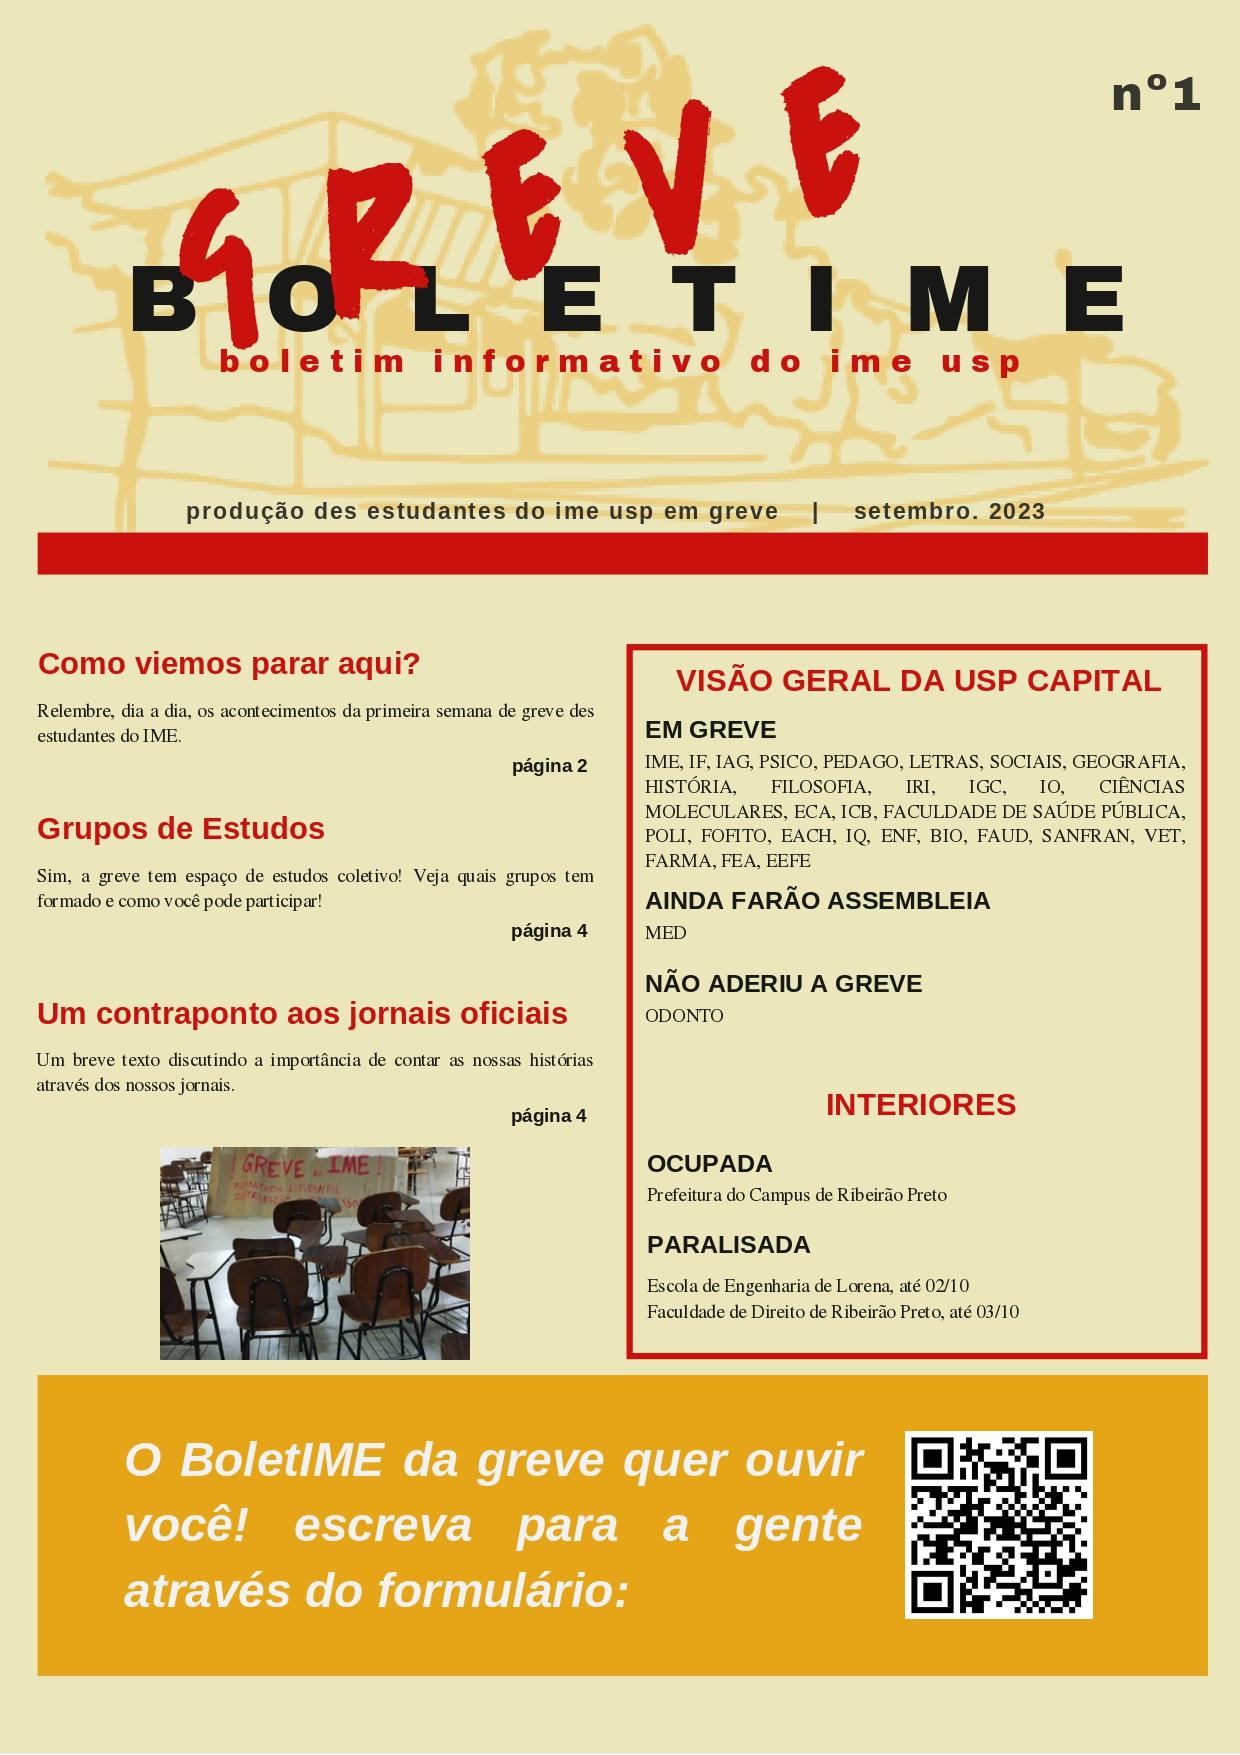 nº1
GREVE
BOLETIME
boletim informativo do ime usp
produção des estudantes do ime usp em greve | setembro. 2023
Como viemos parar aqui?
Relembre, dia a dia, os acontecimentos da primeira semana de greve des
estudantes do IME.
página 2
Grupos de Estudos
Sim, a greve tem espaço de estudos coletivo! Veja quais grupos tem
formado e como você pode participar!
página 4
Um contraponto aos jornais oficiais
Um breve texto discutindo a importância de contar as nossas histórias
através dos nossos jornais.
página 4
! GREVE no IME !
VISÃO GERAL DA USP CAPITAL
EM GREVE
IME, IF, IAG, PSICO, PEDAGO, LETRAS, SOCIAIS, GEOGRAFIA,
HISTÓRIA, FILOSOFIA, IRI, IGC, IO, CIÊNCIAS
MOLECULARES, ECA, ICB, FACULDADE DE SAÚDE PÚBLICA,
POLI, FOFITO, EACH, IQ, ENF, BIO, FAUD, SANFRAN, VET,
FARMA, FEA, EEFE
AINDA FARÃO ASSEMBLEIA
MED
NÃO ADERIU A GREVE
ODONTO
INTERIORES
OCUPADA
Prefeitura do Campus de Ribeirão Preto
PARALISADA
Escola de Engenharia de Lorena, até 02/10
Faculdade de Direito de Ribeirão Preto, até 03/10
O BoletIME da greve quer ouvir
você! escreva para a gente
através do formulário: